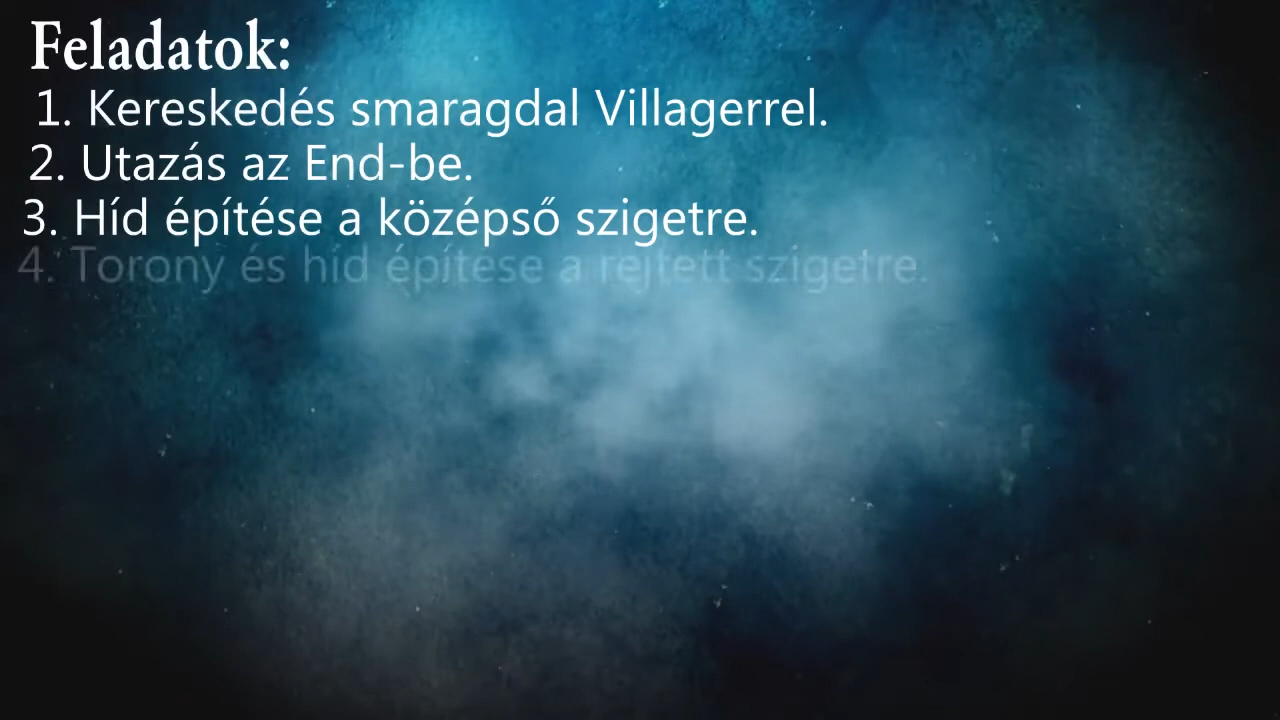 Feladatok:
1. Kereskedés smaragdal Villagerrel.
2. Utazás az End-be.
3. Híd építése a középső szigetre.
4. Torony és híd építése a rejtett szigetre.